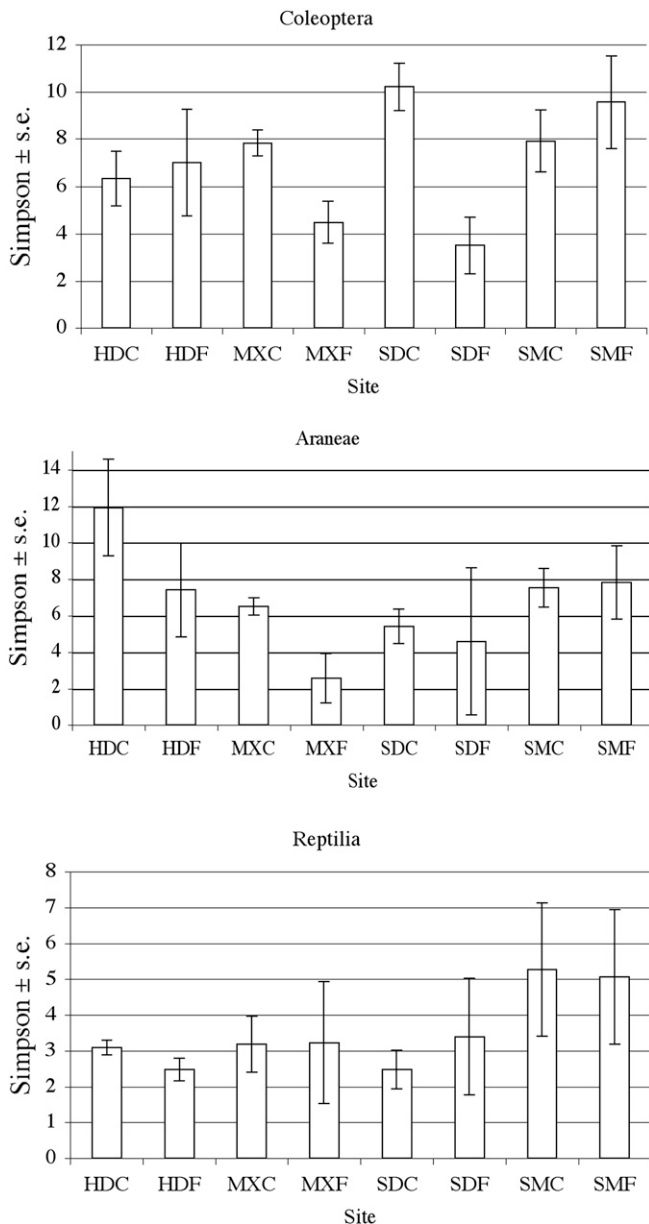 Coleoptera
Simpson ± s.e.
12
10
8
6
4
2
0
HDC HDF MXC MXF SDC SDF SMC SMF
Site
Araneae
Simpson ± s.e.
14
12
10
8
6
4
2
0
HDC HDF MXC MXF SDC SDF SMC SMF
Site
Reptilia
Simpson ± s.e.
8
7
6
5
4
3
2
1
0
HDC HDF MXC MXF SDC SDF SMC SMF
Site